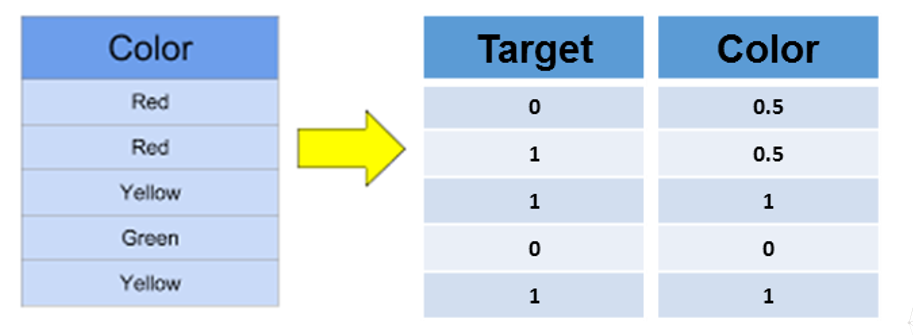 Color
Red
Red
Yellow
Green
Yellow
Target Color
0 0.5
1 0.5
1 1
0 0
1 1